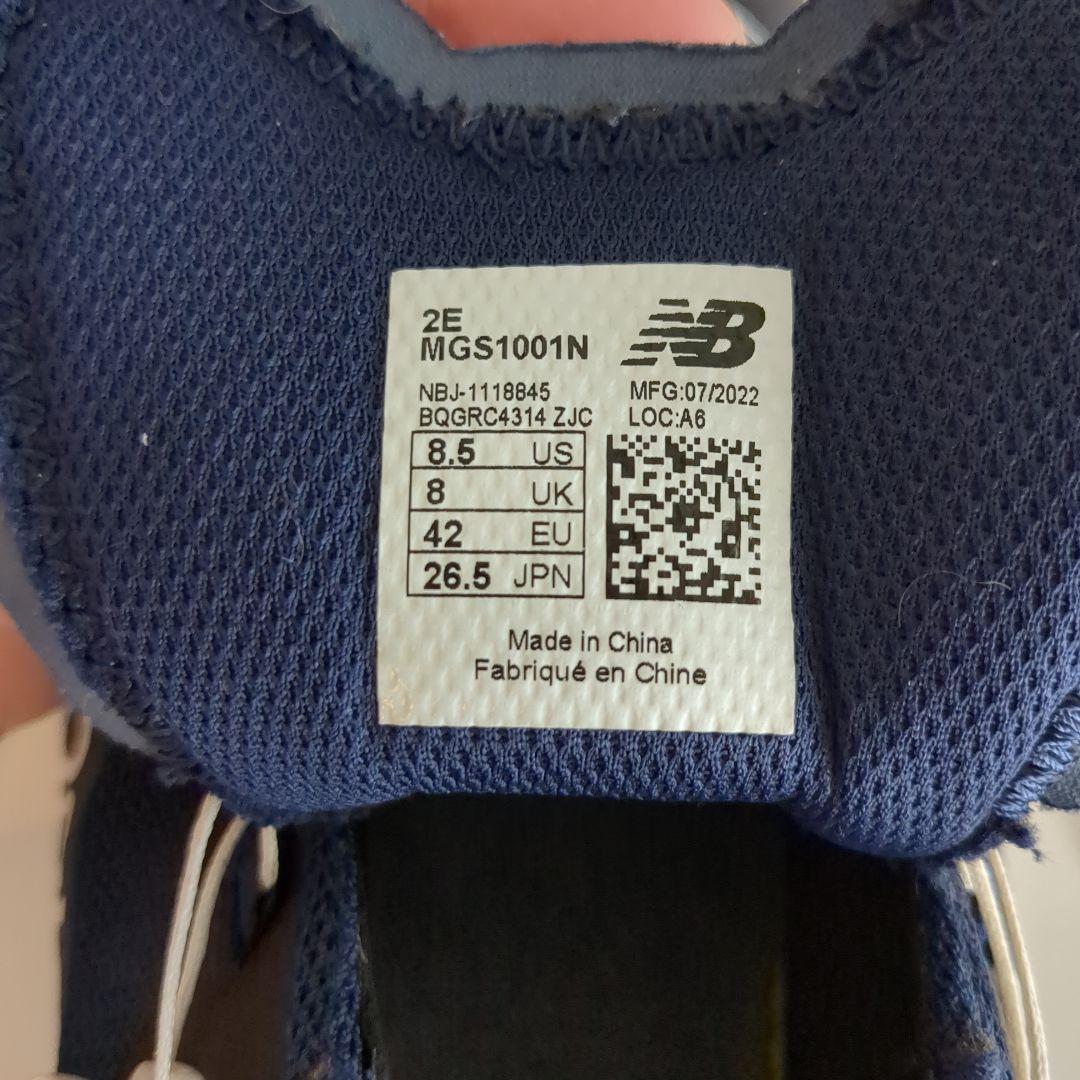 2E
MGS1001N
NB
NBJ-1118845
MFG:07/2022
BQGRC4314 ZJC
LOC:A6
8.5 US
8 UK
42 EU
26.5 JPN
Made in China
Fabriqué en Chine